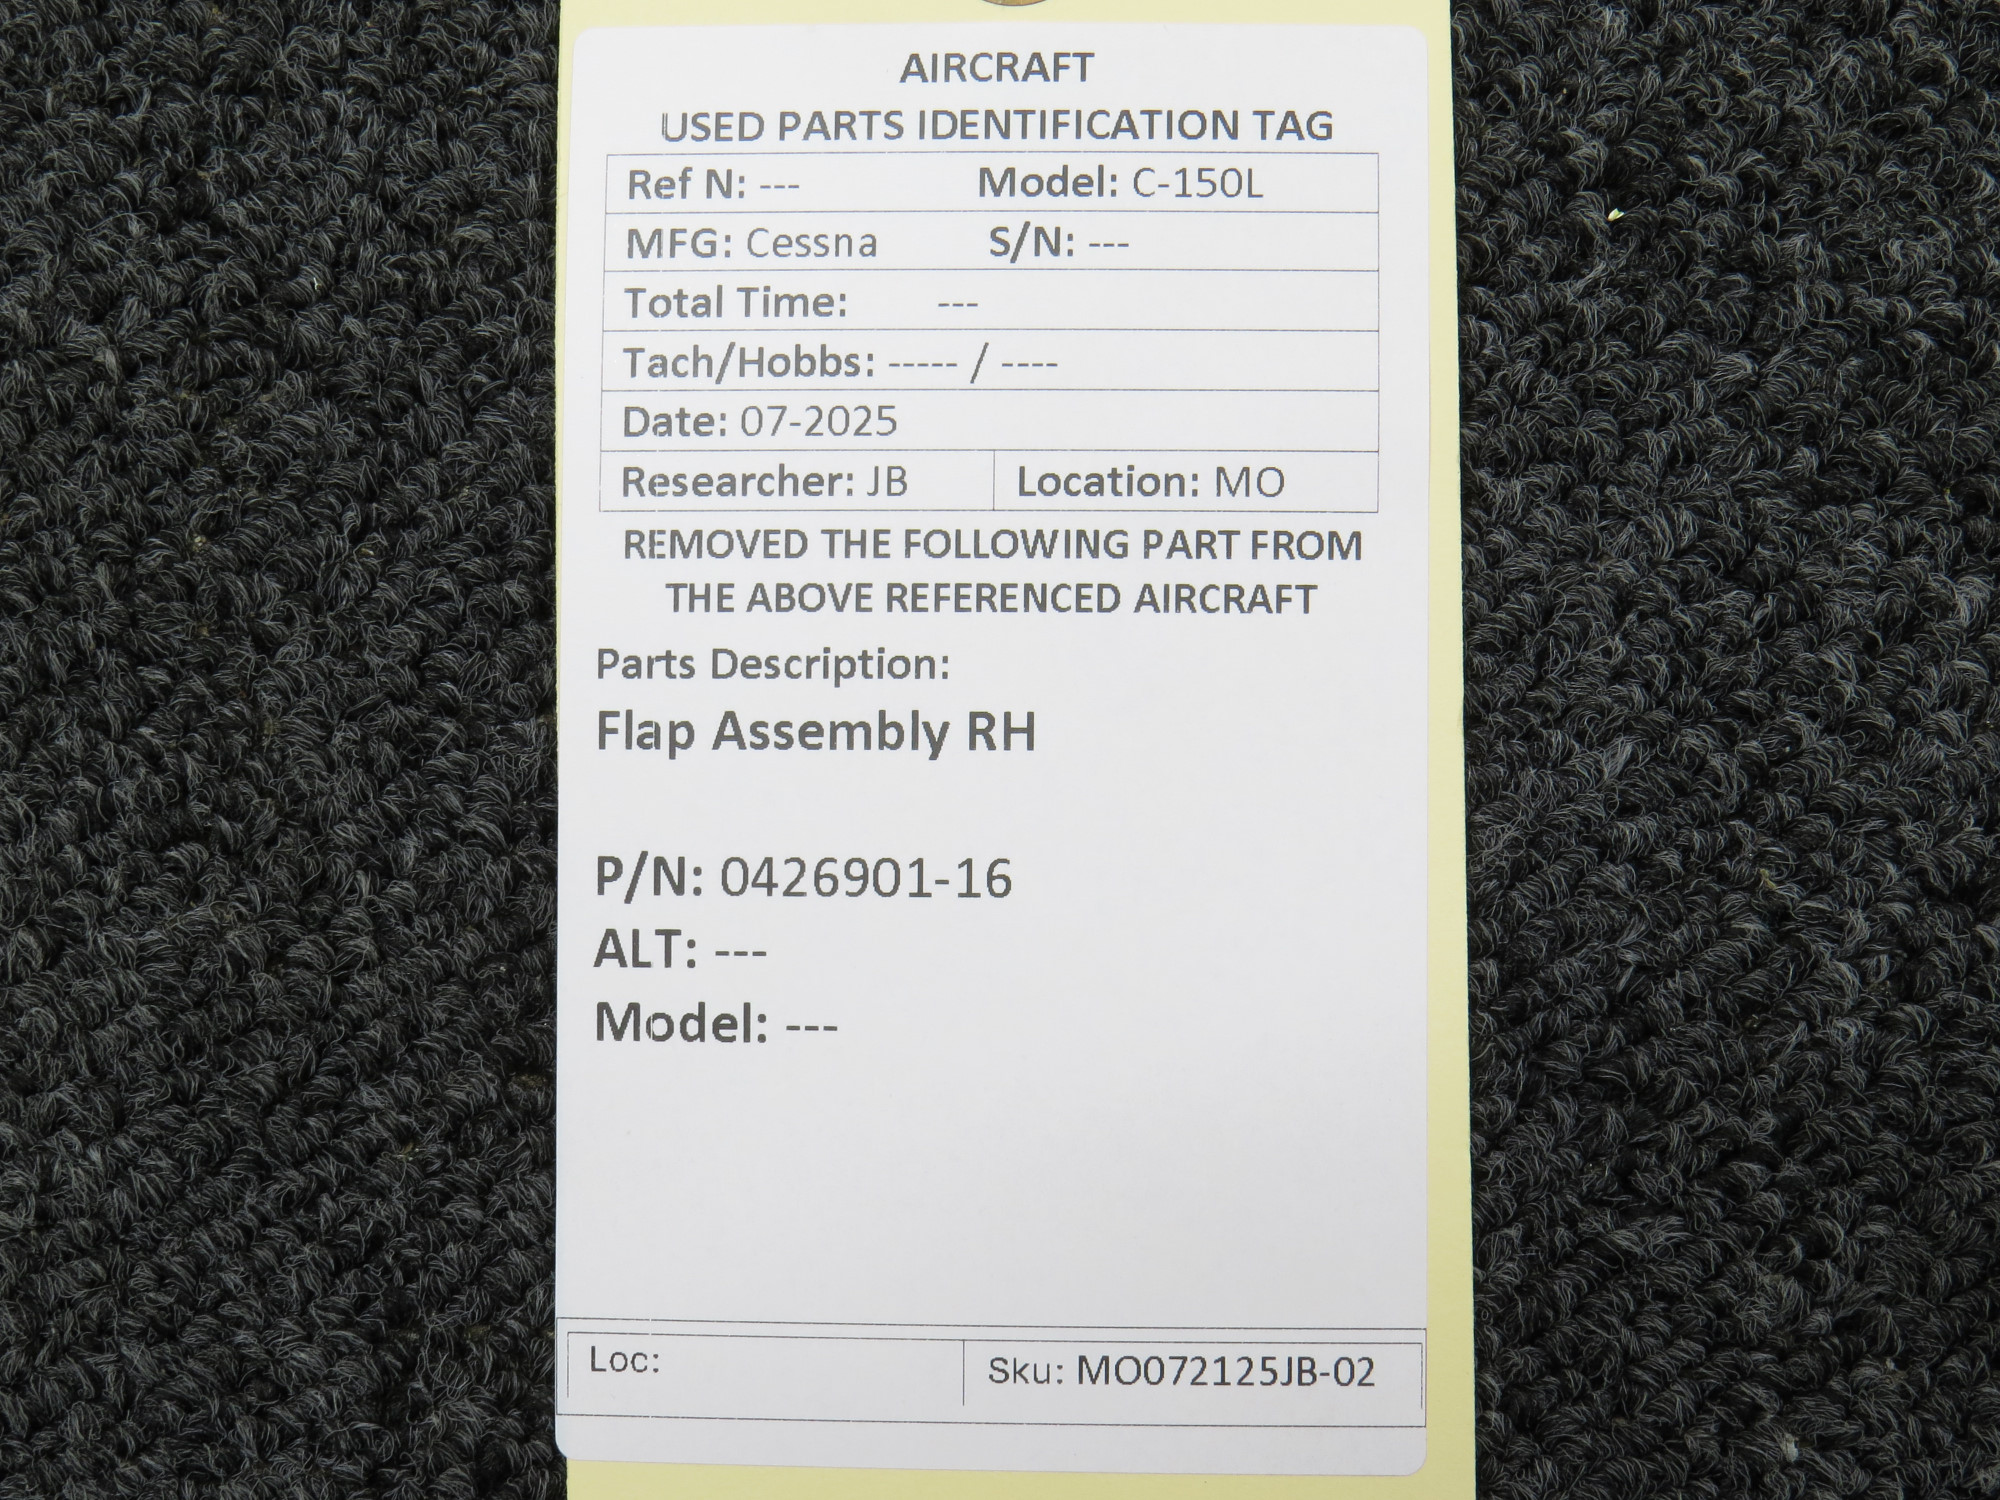 AIRCRAFT
USED PARTS IDENTIFICATION TAG
Ref N: --- Model: C-150L
MFG: Cessna S/N: ---
Total Time: ---
Tach/Hobbs: ----- / ----
Date: 07-2025
Researcher: JB Location: MO
REMOVED THE FOLLOWING PART FROM
THE ABOVE REFERENCED AIRCRAFT
Parts Description:
Flap Assembly RH
P/N: 0426901-16
ALT: ---
Model: ---
Loc: Sku: MO072125JB-02